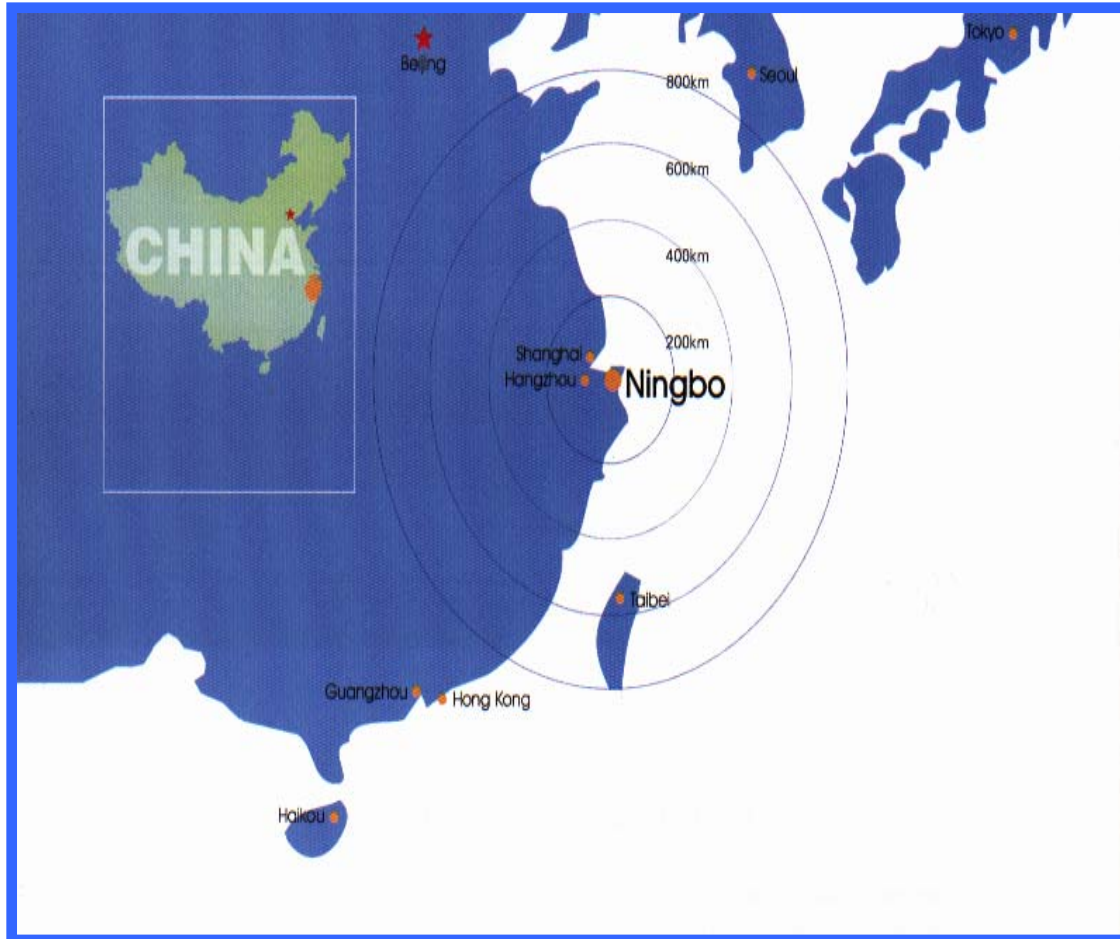 Tokyo
Beijing
Seoul
800km
600km
CHINA
400km
200km
Shanghai
Hangzhou
Ningbo
Taibei
Guangzhou
Hong Kong
Haikou